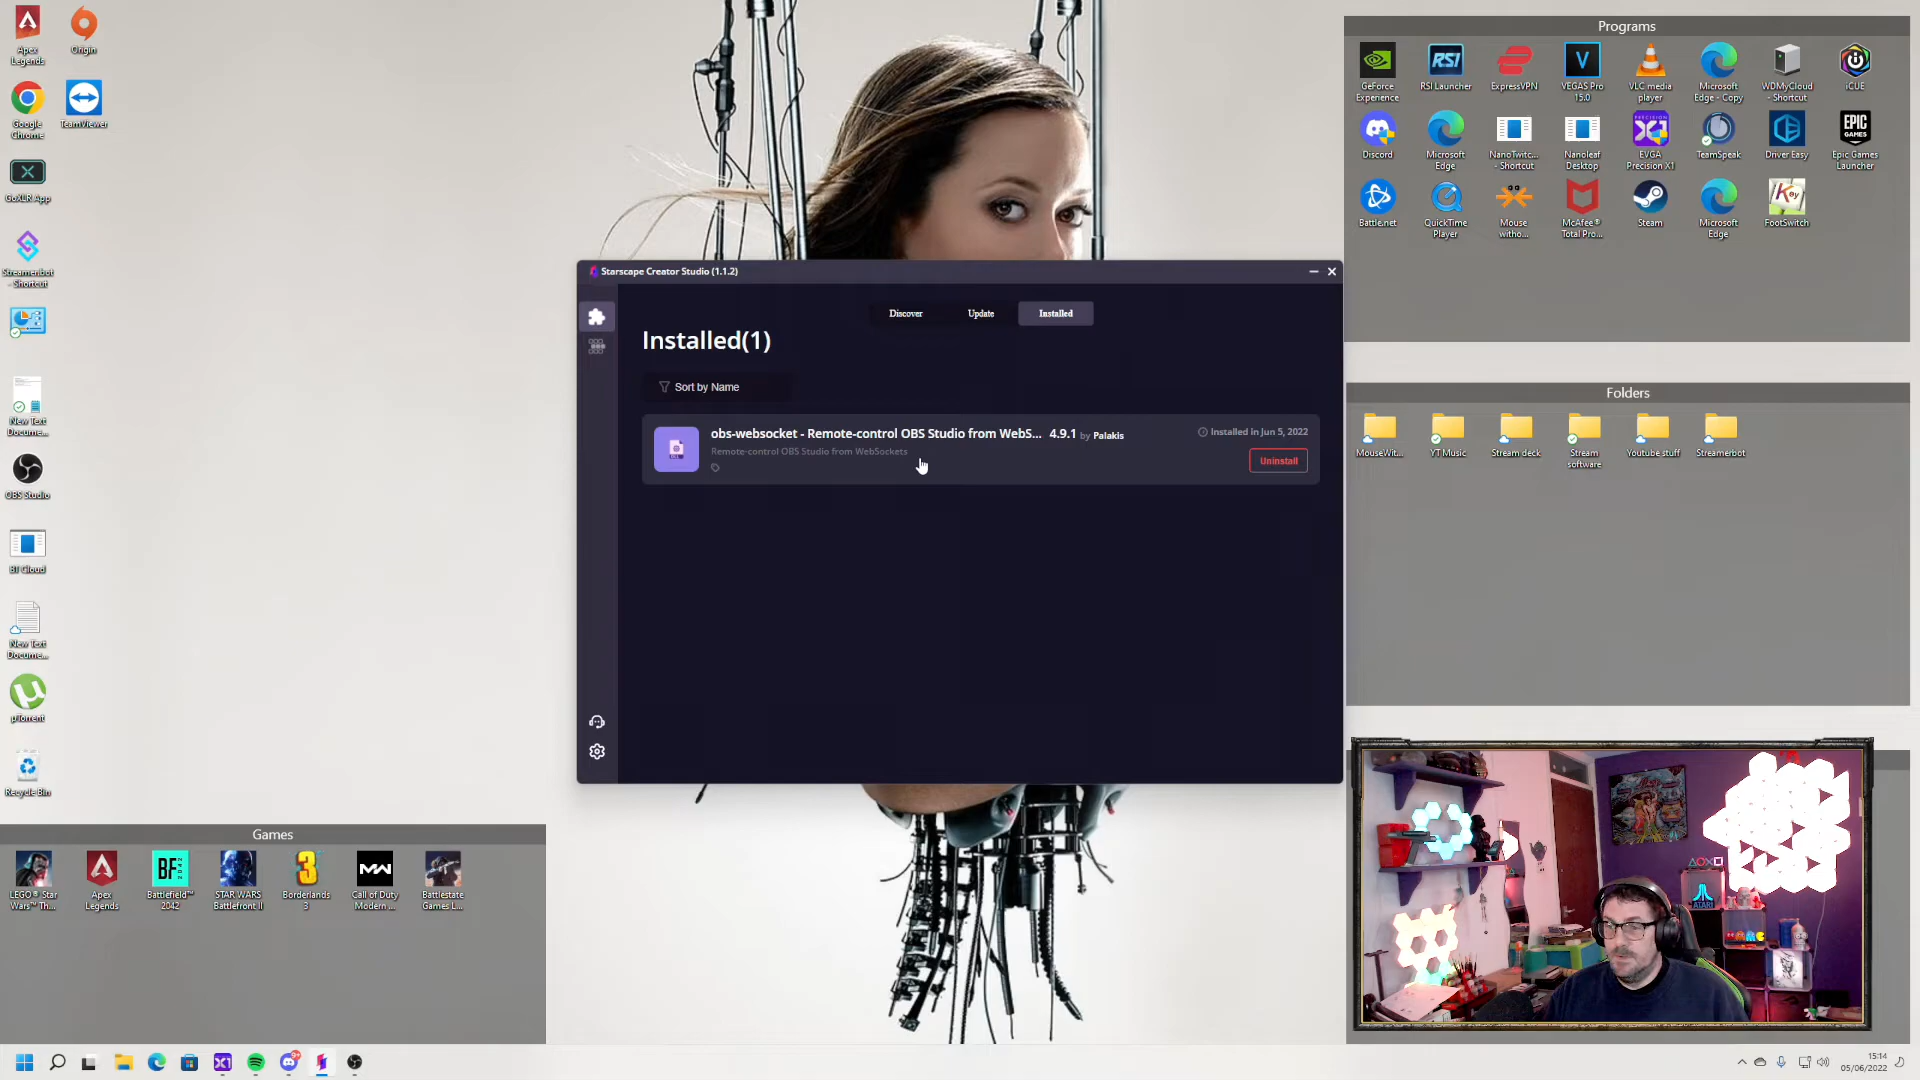 Apex
Legends
Origin
Google
Chrome
TeamViewer
GoXLR App
Streamerbot
- Shortcut
New Text
Docume...
OBS Studio
BT Cloud
New Text
Docume...
µTorrent
Recycle Bin
Games
LEGO® Star
Wars™ Th...
Apex
Legends
Battlefield™
2042
STAR WARS
Battlefront II
Borderlands
3
Call of Duty
Modern ...
Battlestate
Games L...
Starscape Creator Studio (1.1.2)
Discover
Update
Installed
Installed(1)
Sort by Name
obs-websocket - Remote-control OBS Studio from WebS... 4.9.1 by Palakis
Remote-control OBS Studio from WebSockets
Installed in Jun 5, 2022
Uninstall
Programs
GeForce
Experience
RSI Launcher
ExpressVPN
VEGAS Pro
15.0
VLC media
player
Microsoft
Edge - Copy
WDMyCloud
- Shortcut
iCUE
Discord
Microsoft
Edge
NanoTwitc...
- Shortcut
Nanoleaf
Desktop
EVGA
Precision X1
TeamSpeak
Driver Easy
Epic Games
Launcher
Battle.net
QuickTime
Player
Mouse
witho...
McAfee®
Total Pro...
Steam
Microsoft
Edge
FootSwitch
Folders
MouseWit...
YT Music
Stream deck
Stream
software
Youtube stuff
Streamerbot
ATARI
15:14
05/06/2022